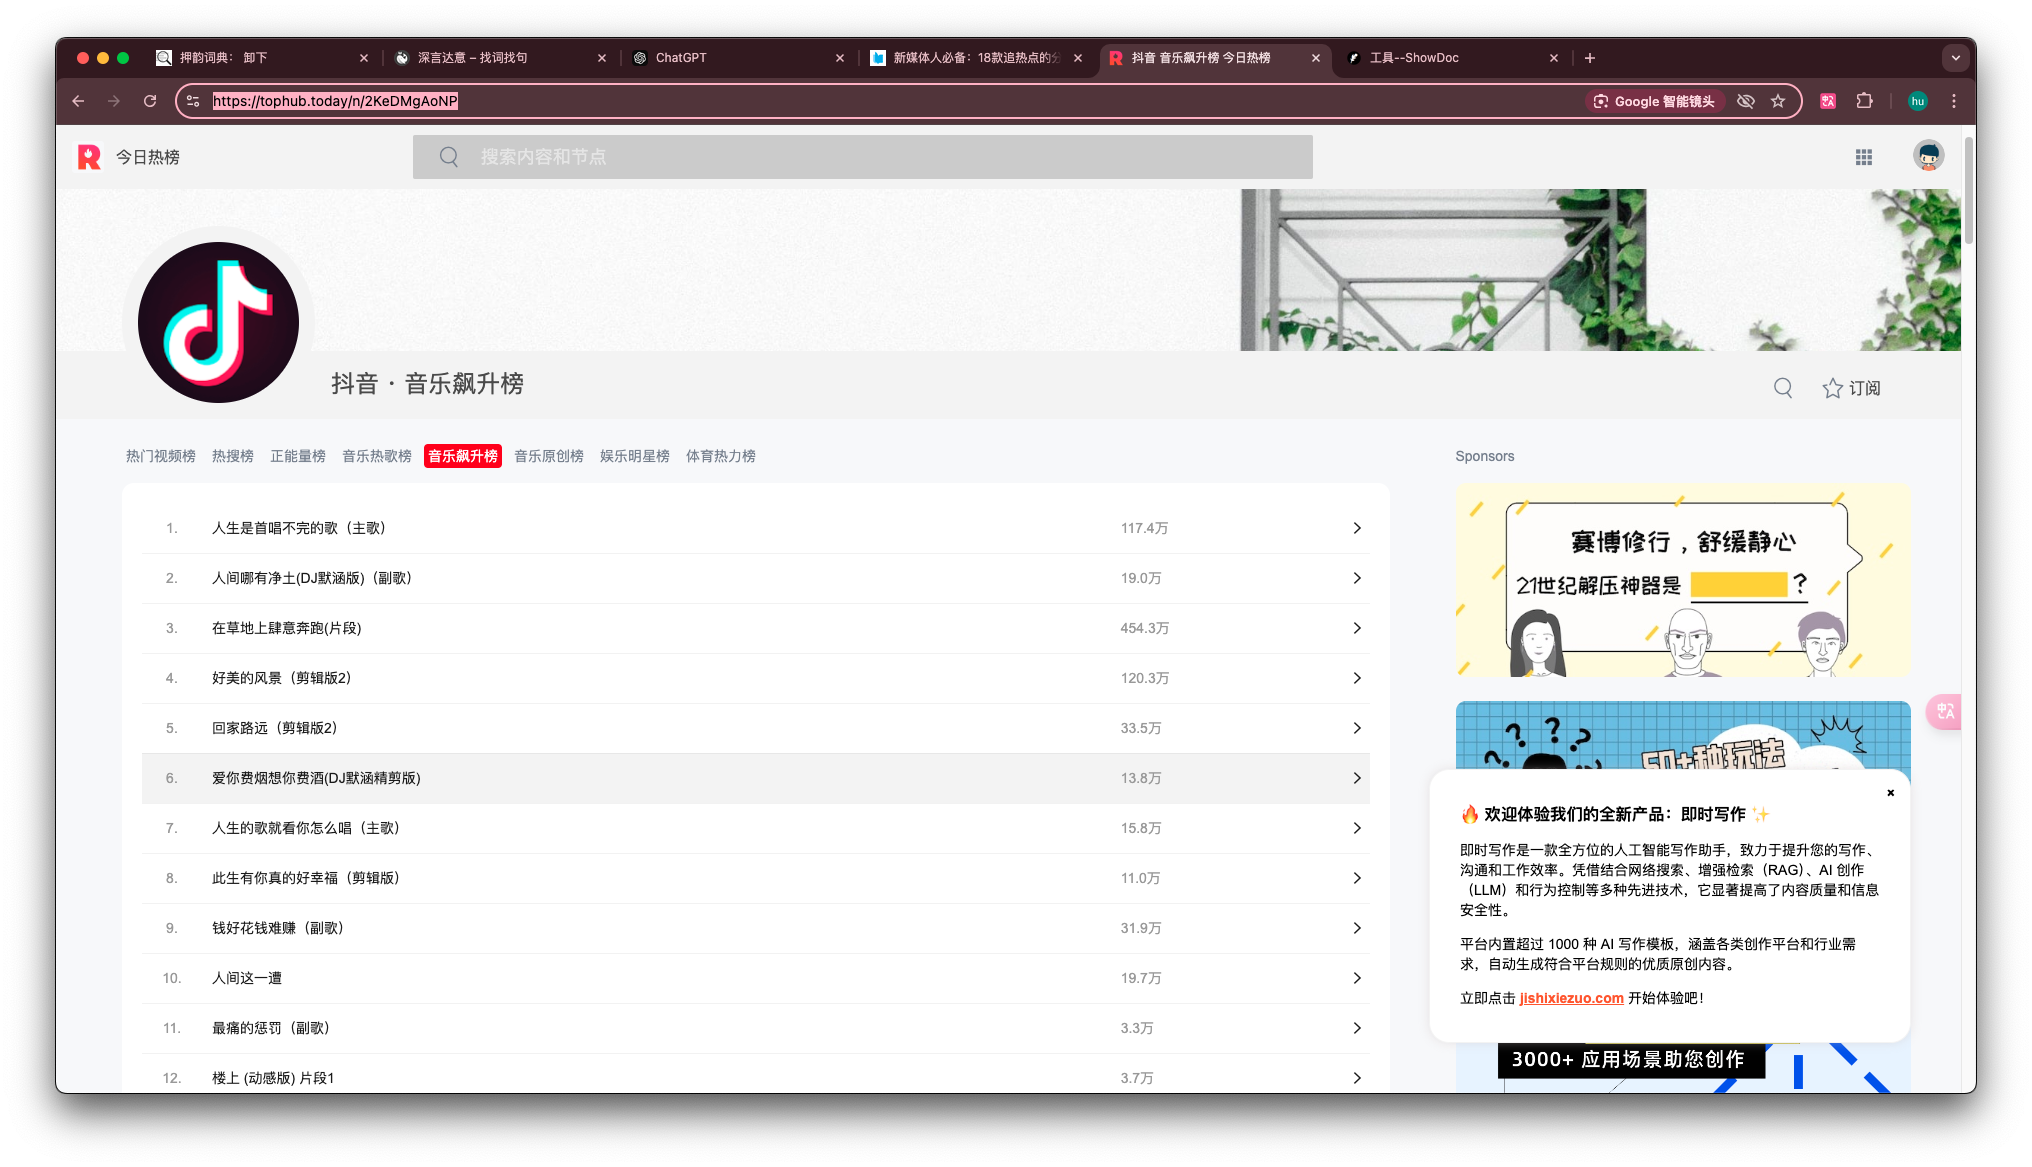 押韵词典： 卸下
深言达意 – 找词找句
ChatGPT
新媒体人必备：18款追热点的
抖音 音乐飙升榜 今日热榜
工具--ShowDoc
https://tophub.today/n/2KeDMgAoNP
Google 智能镜头
hu
今日热榜
搜索内容和节点
抖音 · 音乐飙升榜
订阅
热门视频榜 热搜榜 正能量榜 音乐热歌榜 音乐飙升榜 音乐原创榜 娱乐明星榜 体育热力榜
Sponsors
1. 人生是首唱不完的歌（主歌） 117.4万
2. 人间哪有净土(DJ默涵版)（副歌） 19.0万
3. 在草地上肆意奔跑(片段) 454.3万
4. 好美的风景（剪辑版2） 120.3万
5. 回家路远（剪辑版2） 33.5万
6. 爱你费烟想你费酒(DJ默涵精剪版) 13.8万
7. 人生的歌就看你怎么唱（主歌） 15.8万
8. 此生有你真的好幸福（剪辑版） 11.0万
9. 钱好花钱难赚（副歌） 31.9万
10. 人间这一遭 19.7万
11. 最痛的惩罚（副歌） 3.3万
12. 楼上 (动感版) 片段1 3.7万
赛博修行，舒缓静心
21世纪解压神器是 ？
50+种玩法
🔥 欢迎体验我们的全新产品：即时写作 ✨
即时写作是一款全方位的人工智能写作助手，致力于提升您的写作、
沟通和工作效率。凭借结合网络搜索、增强检索（RAG）、AI 创作
（LLM）和行为控制等多种先进技术，它显著提高了内容质量和信息
安全性。
平台内置超过 1000 种 AI 写作模板，涵盖各类创作平台和行业需
求，自动生成符合平台规则的优质原创内容。
立即点击 jishixiezuo.com 开始体验吧！
3000+ 应用场景助您创作